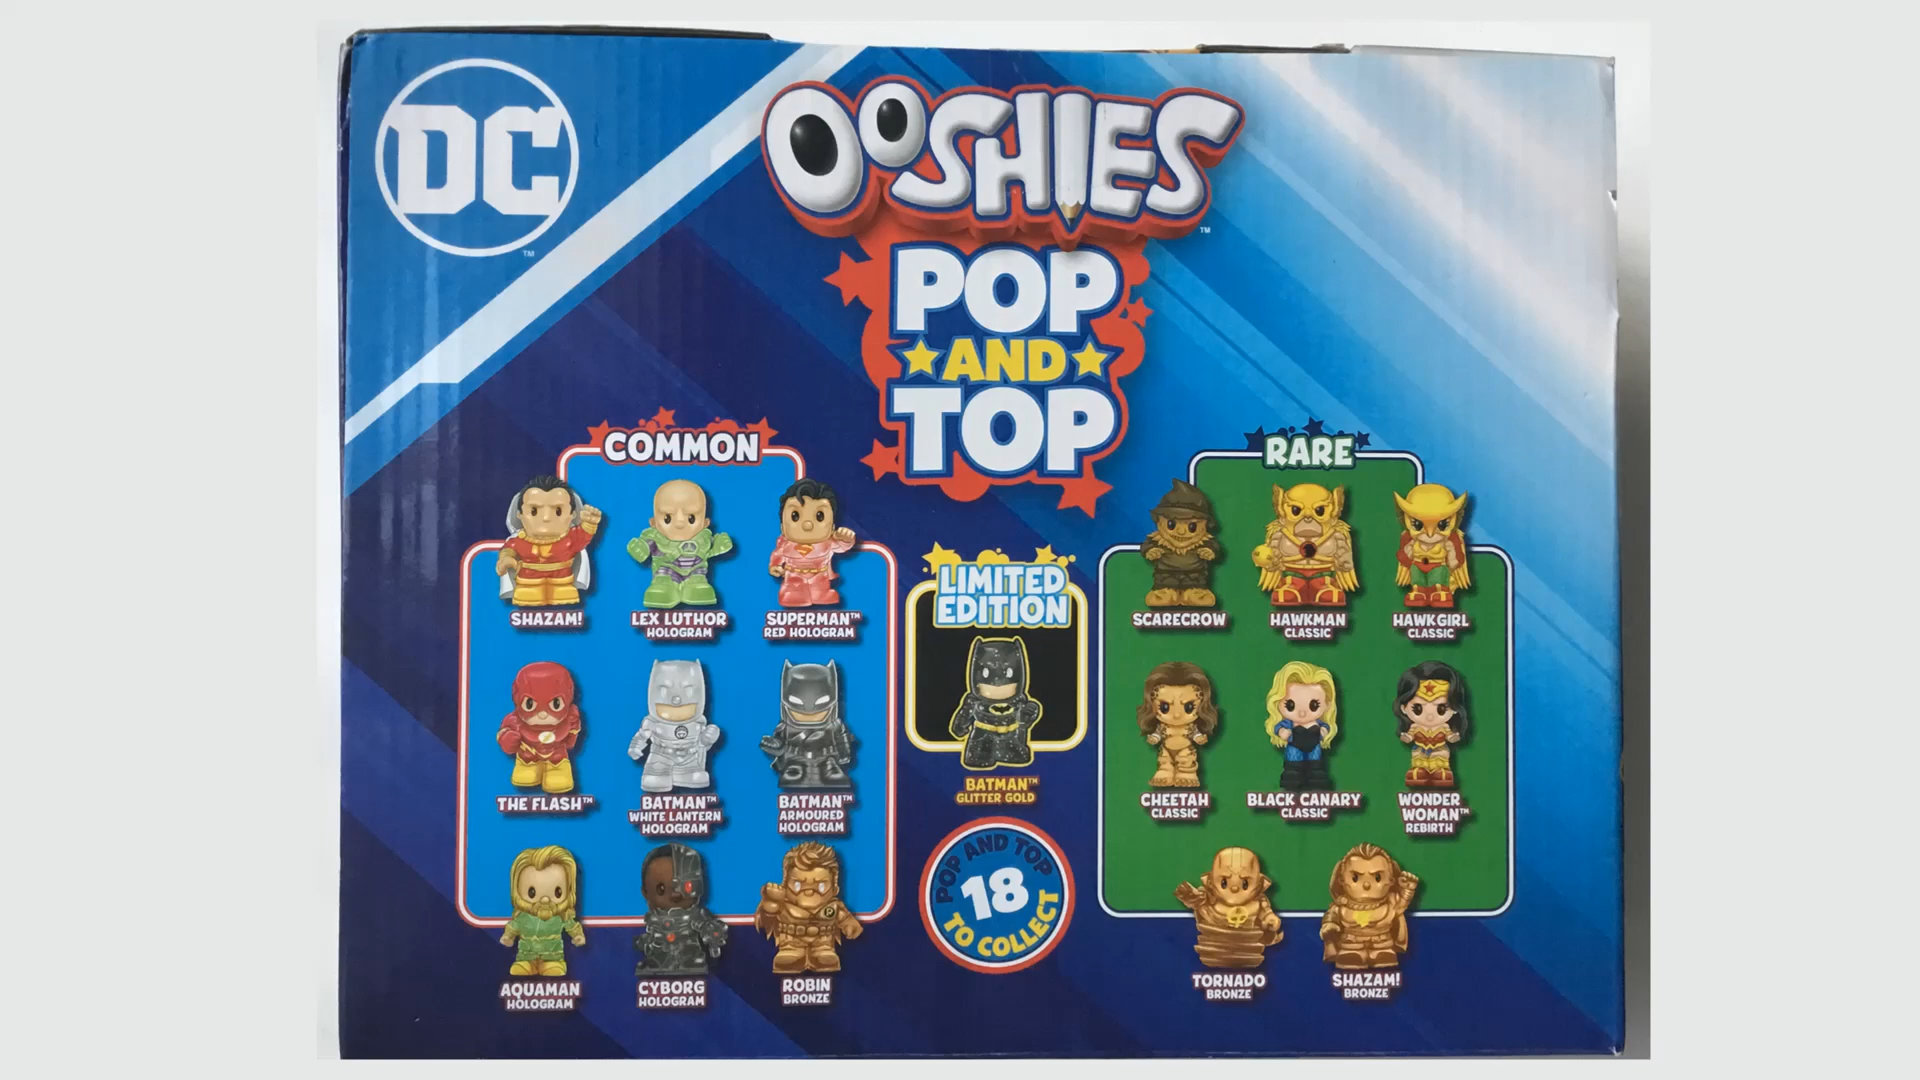 DC
TM
OOSHIES
TM
POP
AND
TOP
COMMON
SHAZAM!
LEX LUTHOR
HOLOGRAM
SUPERMAN™
RED HOLOGRAM
THE FLASH™
BATMAN™
WHITE LANTERN
HOLOGRAM
BATMAN™
ARMOURED
HOLOGRAM
AQUAMAN
HOLOGRAM
CYBORG
HOLOGRAM
ROBIN
BRONZE
LIMITED
EDITION
BATMAN™
GLITTER GOLD
POP AND TOP
18
TO COLLECT
RARE
SCARECROW
HAWKMAN
CLASSIC
HAWKGIRL
CLASSIC
CHEETAH
CLASSIC
BLACK CANARY
CLASSIC
WONDER
WOMAN™
REBIRTH
TORNADO
BRONZE
SHAZAM!
BRONZE